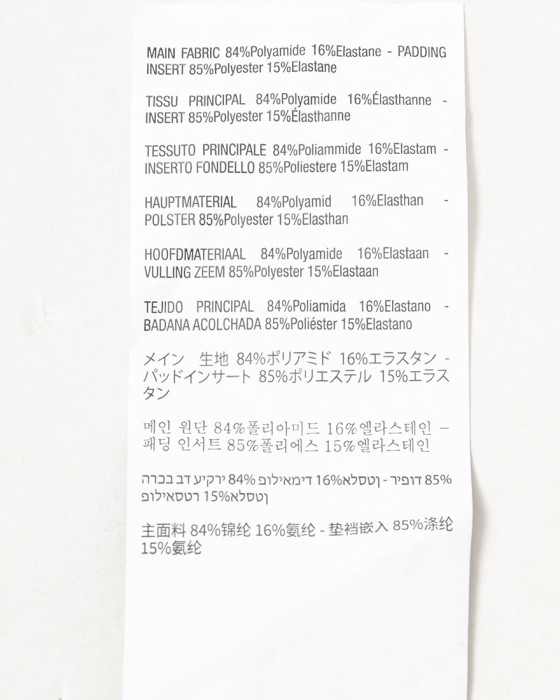 MAIN FABRIC 84%Polyamide 16%Elastane - PADDING
INSERT 85%Polyester 15%Elastane
TISSU PRINCIPAL 84%Polyamide 16%Élasthanne -
INSERT 85%Polyester 15%Élasthanne
TESSUTO PRINCIPALE 84%Poliammide 16%Elastam -
INSERTO FONDELLO 85%Poliestere 15%Elastam
HAUPTMATERIAL 84%Polyamid 16%Elasthan -
POLSTER 85%Polyester 15%Elasthan
HOOFDMATERIAAL 84%Polyamide 16%Elastaan -
VULLING ZEEM 85%Polyester 15%Elastaan
TEJIDO PRINCIPAL 84%Poliamida 16%Elastano -
BADANA ACOLCHADA 85%Poliéster 15%Elastano
メイン 生地 84%ポリアミド 16%エラスタン -
パッドインサート 85%ポリエステル 15%エラス
タン
메인 원단 84%폴리아미드 16%엘라스테인 –
패딩 인서트 85%폴리에스 15%엘라스테인
84% פוליאמיד 16%אלסטן - ריפוד 85%
פוליאסטר 15%אלסטן
主面料 84%锦纶 16%氨纶 - 垫裆嵌入 85%涤纶
15%氨纶